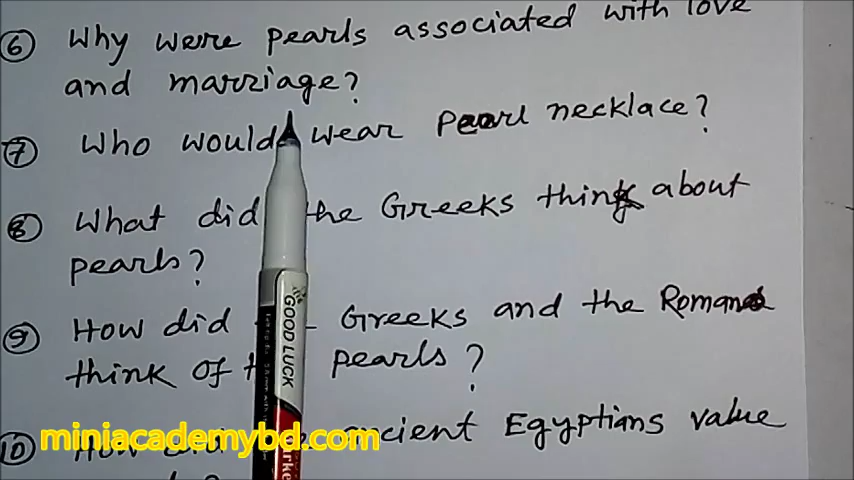 ⑥ Why were pearls associated with love
and marriage?
⑦ Who would wear pearl necklace?
⑧ What did the Greeks think about
pearls?
⑨ How did Greeks and the Romans
think of pearls?
⑩ How ancient Egyptians value
GOOD LUCK
miniacademybd.com